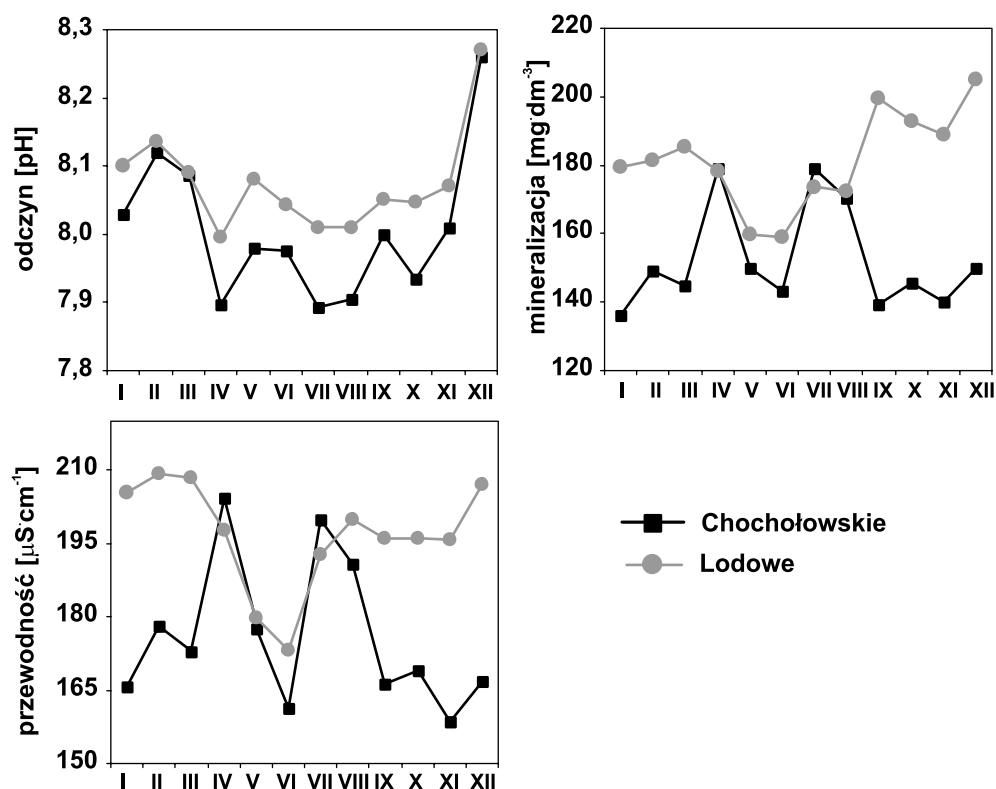 odczyn [pH]
8,3
8,2
8,1
8,0
7,9
7,8
I II III IV V VI VII VIII IX X XI XII
mineralizacja [mg·dm-3]
220
200
180
160
140
120
I II III IV V VI VII VIII IX X XI XII
przewodność [µS·cm-1]
210
195
180
165
150
I II III IV V VI VII VIII IX X XI XII
Chochołowskie
Lodowe